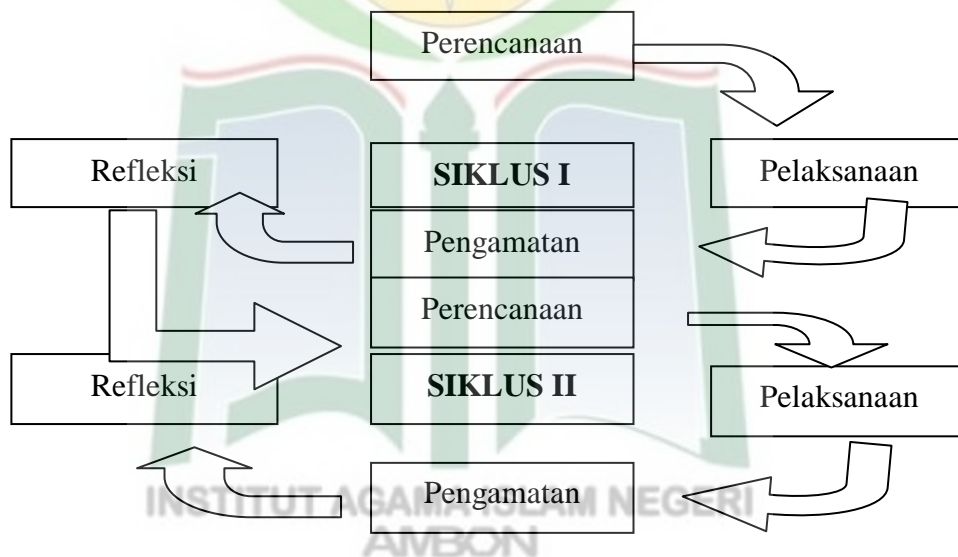 Perencanaan
Refleksi
SIKLUS I
Pelaksanaan
Pengamatan
Perencanaan
Refleksi
SIKLUS II
Pelaksanaan
Pengamatan
INSTITUT AGAMA ISLAM NEGERI
AMBON